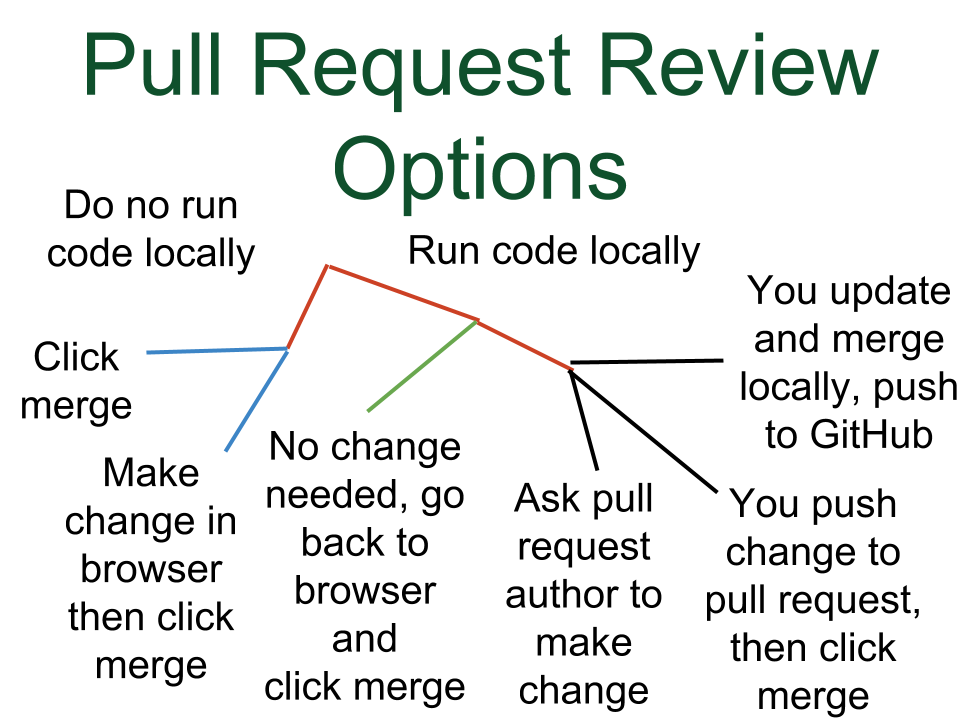 Pull Request Review
Options
Do no run
code locally
Run code locally
You update
and merge
locally, push
to GitHub
Click
merge
Make
change in
browser
then click
merge
No change
needed, go
back to
browser
and
click merge
Ask pull
request
author to
make
change
You push
change to
pull request,
then click
merge